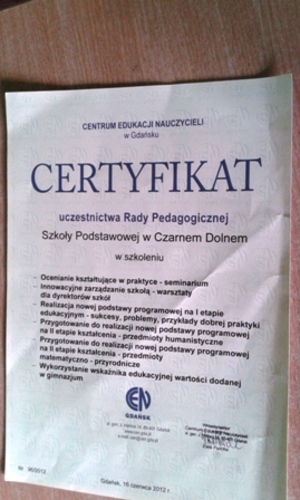 CENTRUM EDUKACJI NAUCZYCIELI
w Gdańsku
CERTYFIKAT
uczestnictwa Rady Pedagogicznej
Szkoły Podstawowej w Czarnem Dolnem
w szkoleniu
- Ocenianie kształtujące w praktyce - seminarium
- Innowacyjne zarządzanie szkołą - warsztaty
dla dyrektorów szkół
- Realizacja nowej podstawy programowej na I etapie
edukacyjnym - sukcesy, problemy, przykłady dobrej praktyki
- Przygotowanie do realizacji nowej podstawy programowej
na II etapie kształcenia - przedmioty humanistyczne
- Przygotowanie do realizacji nowej podstawy programowej
na II etapie kształcenia - przedmioty
matematyczno - przyrodnicze
- Wykorzystanie wskaźnika edukacyjnej wartości dodanej
w gimnazjum
CEN
GDAŃSK
Gdańsk, 16 czerwca 2012 r.